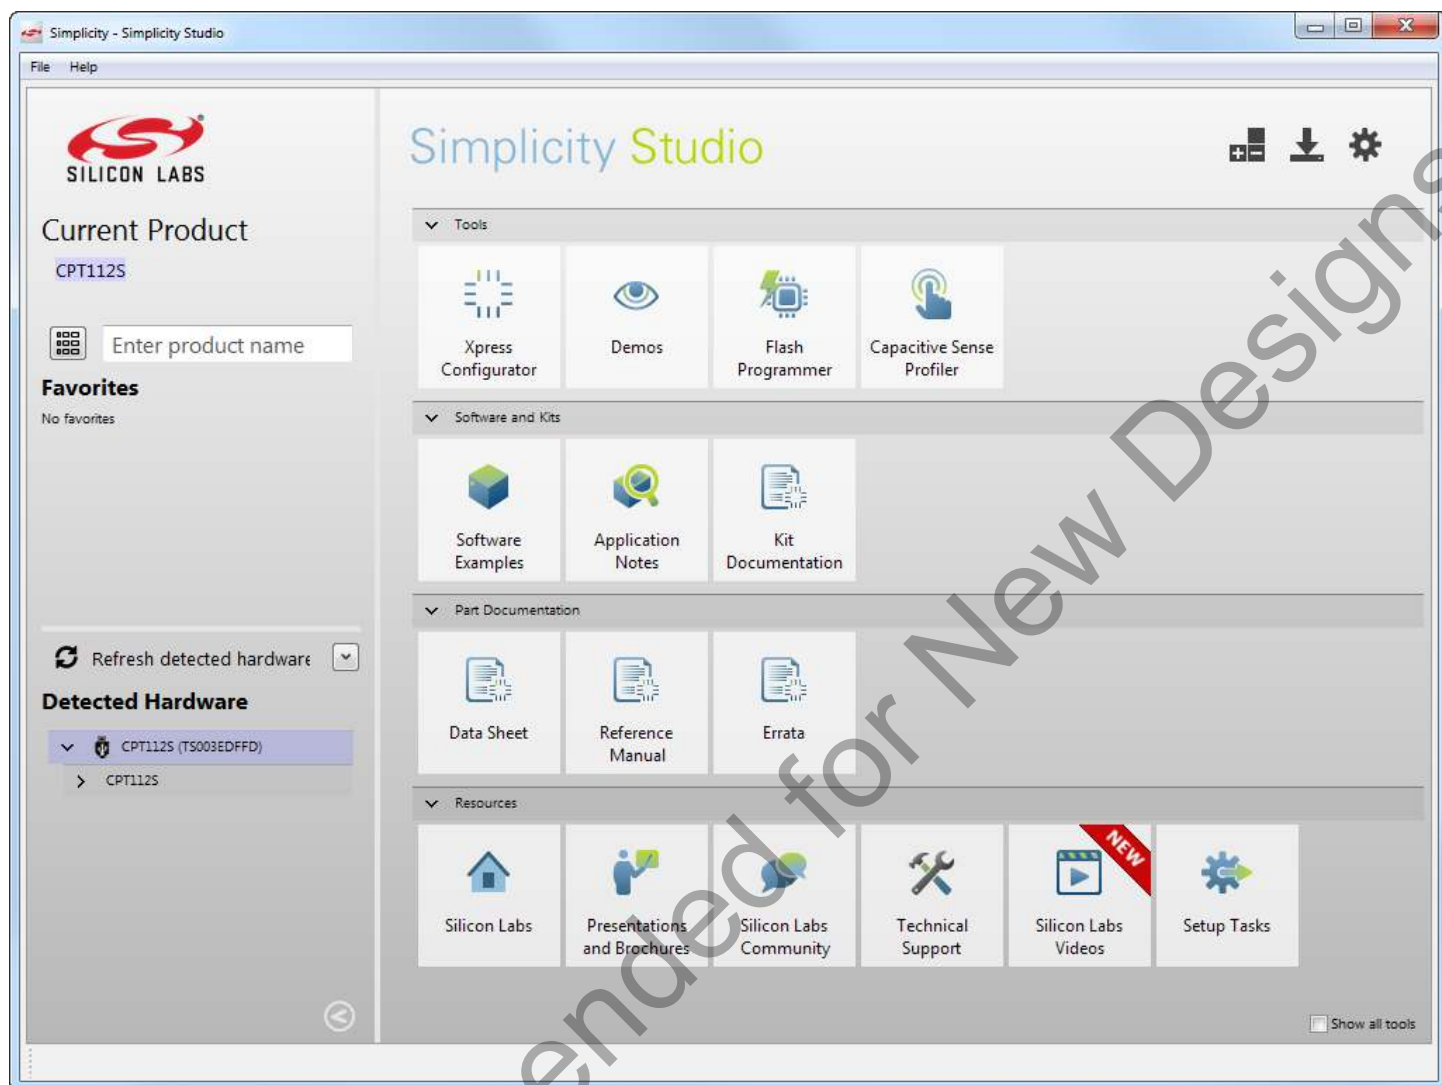 Simplicity - Simplicity Studio
File Help
SILICON LABS
Current Product
CPT112S
Enter product name
Favorites
No favorites
Refresh detected hardware
Detected Hardware
CPT112S (TS003EDFFD)
CPT112S
Simplicity Studio
Tools
Xpress
Configurator
Demos
Flash
Programmer
Capacitive Sense
Profiler
Software and Kits
Software
Examples
Application
Notes
Kit
Documentation
Part Documentation
Data Sheet
Reference
Manual
Errata
Resources
Silicon Labs
Presentations
and Brochures
Silicon Labs
Community
Technical
Support
NEW
Silicon Labs
Videos
Setup Tasks
Show all tools
ended for New Designs